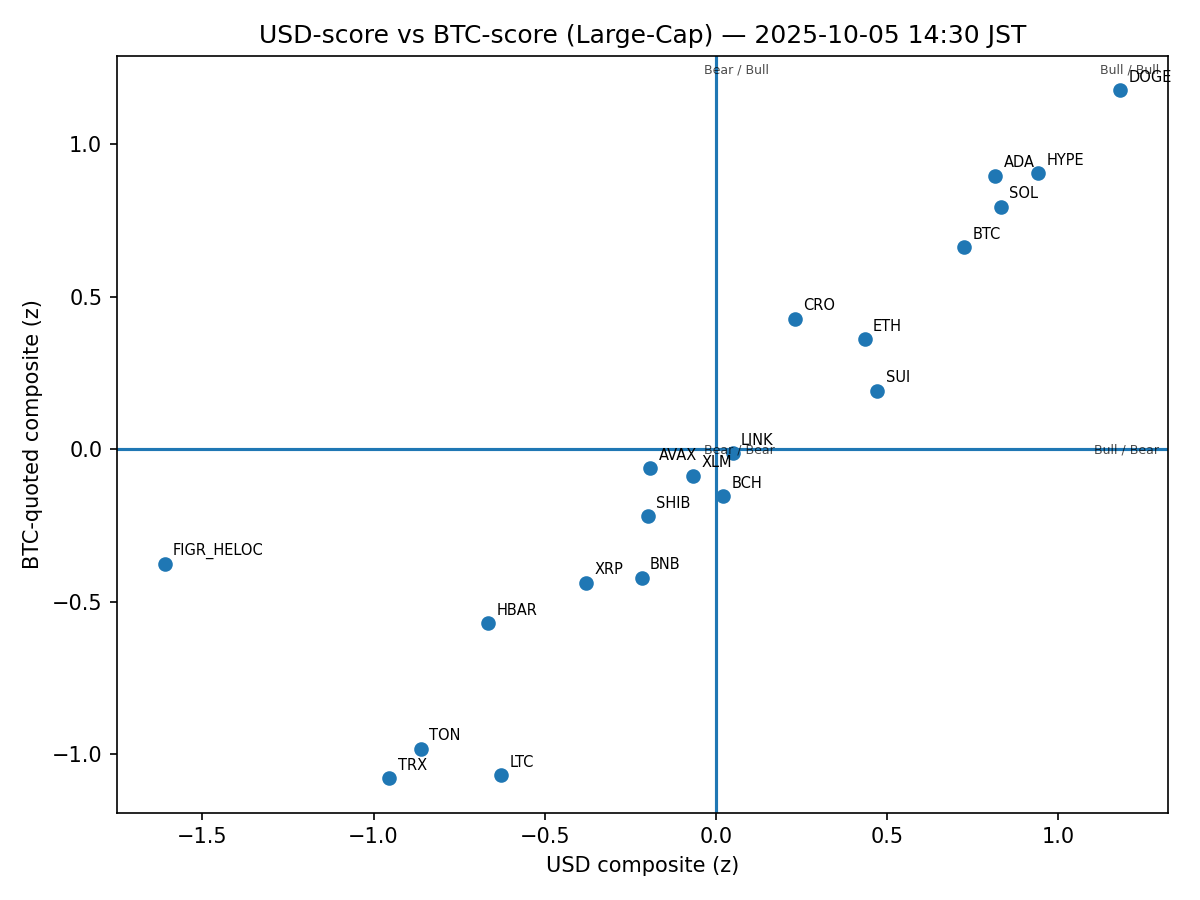 USD-score vs BTC-score (Large-Cap) — 2025-10-05 14:30 JST
Bear / Bull
Bull / Bull
DOGE
1.0
ADA
HYPE
SOL
BTC
0.5
CRO
ETH
SUI
BTC-quoted composite (z)
0.0
LINK
Bear / Bear
Bull / Bear
AVAX
XLM
BCH
SHIB
FIGR_HELOC
XRP
BNB
−0.5
HBAR
TON
−1.0
TRX
LTC
−1.5
−1.0
−0.5
0.0
0.5
1.0
USD composite (z)